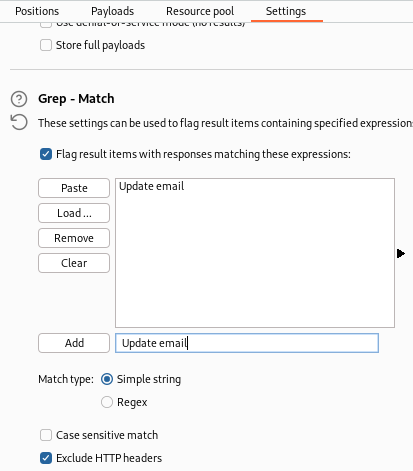 Positions Payloads Resource pool Settings
Use denial-of-service mode (no results)
Store full payloads
Grep - Match
These settings can be used to flag result items containing specified expression
Flag result items with responses matching these expressions:
Paste
Update email
Load ...
Remove
Clear
Add
Update email
Match type: Simple string
Regex
Case sensitive match
Exclude HTTP headers